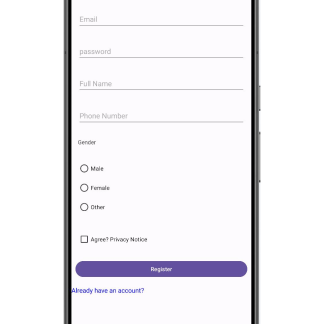 Email
password
Full Name
Phone Number
Gender
Male
Female
Other
Agree? Privacy Notice
Register
Already have an account?